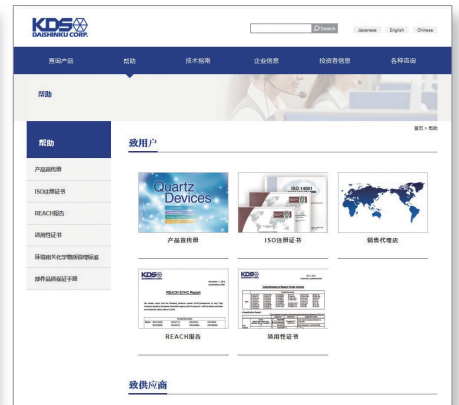 KDS
DAISHINKU CORP.
Search
Japanese English Chinese
查询产品 帮助 技术指南 企业信息 投资者信息 各种咨询
帮助
首页 > 帮助
帮助
致用户
产品宣传册
ISO注册证书
REACH报告
适用性证书
环境相关化学物质管理标准
部件品质保证手册
Quartz
Devices
ISO 14001
产品宣传册
ISO注册证书
销售代理店
KDS
REACH SVHC Report
KDS
REACH报告
适用性证书
致供应商